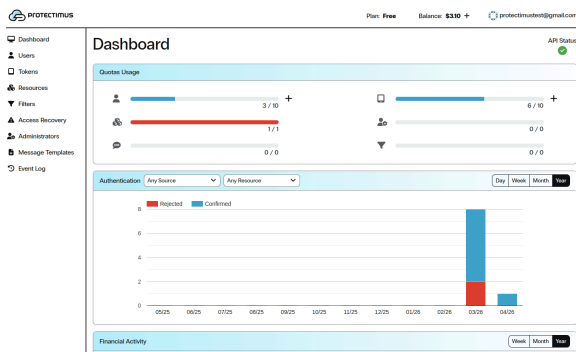 PROTECTIMUS
Plan: Free
Balance: $3.10 +
protectimustest@gmail.com
Dashboard
Users
Tokens
Resources
Filters
Access Recovery
Administrators
Message Templates
Event Log
Dashboard
API Status
Quotas Usage
3 / 10
+
6 / 10
+
1 / 1
0 / 0
0 / 0
0 / 0
Authentication
Any Source
Any Resource
Day
Week
Month
Year
Rejected
Confirmed
8
6
4
2
0
05/25 06/25 07/25 08/25 09/25 10/25 11/25 12/25 01/26 02/26 03/26 04/26
Financial Activity
Week
Month
Year